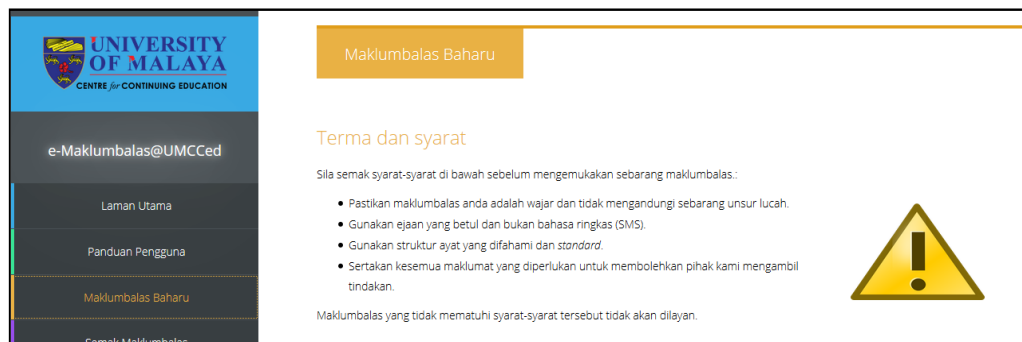 UNIVERSITY
OF MALAYA
CENTRE for CONTINUING EDUCATION
e-Maklumbalas@UMCCed
Laman Utama
Panduan Pengguna
Maklumbalas Baharu
Semak Maklumbalas
Maklumbalas Baharu
Terma dan syarat
Sila semak syarat-syarat di bawah sebelum mengemukakan sebarang maklumbalas.:
• Pastikan maklumbalas anda adalah wajar dan tidak mengandungi sebarang unsur lucah.
• Gunakan ejaan yang betul dan bukan bahasa ringkas (SMS).
• Gunakan struktur ayat yang difahami dan standard.
• Sertakan kesemua maklumat yang diperlukan untuk membolehkan pihak kami mengambil
tindakan.
Maklumbalas yang tidak mematuhi syarat-syarat tersebut tidak akan dilayan.